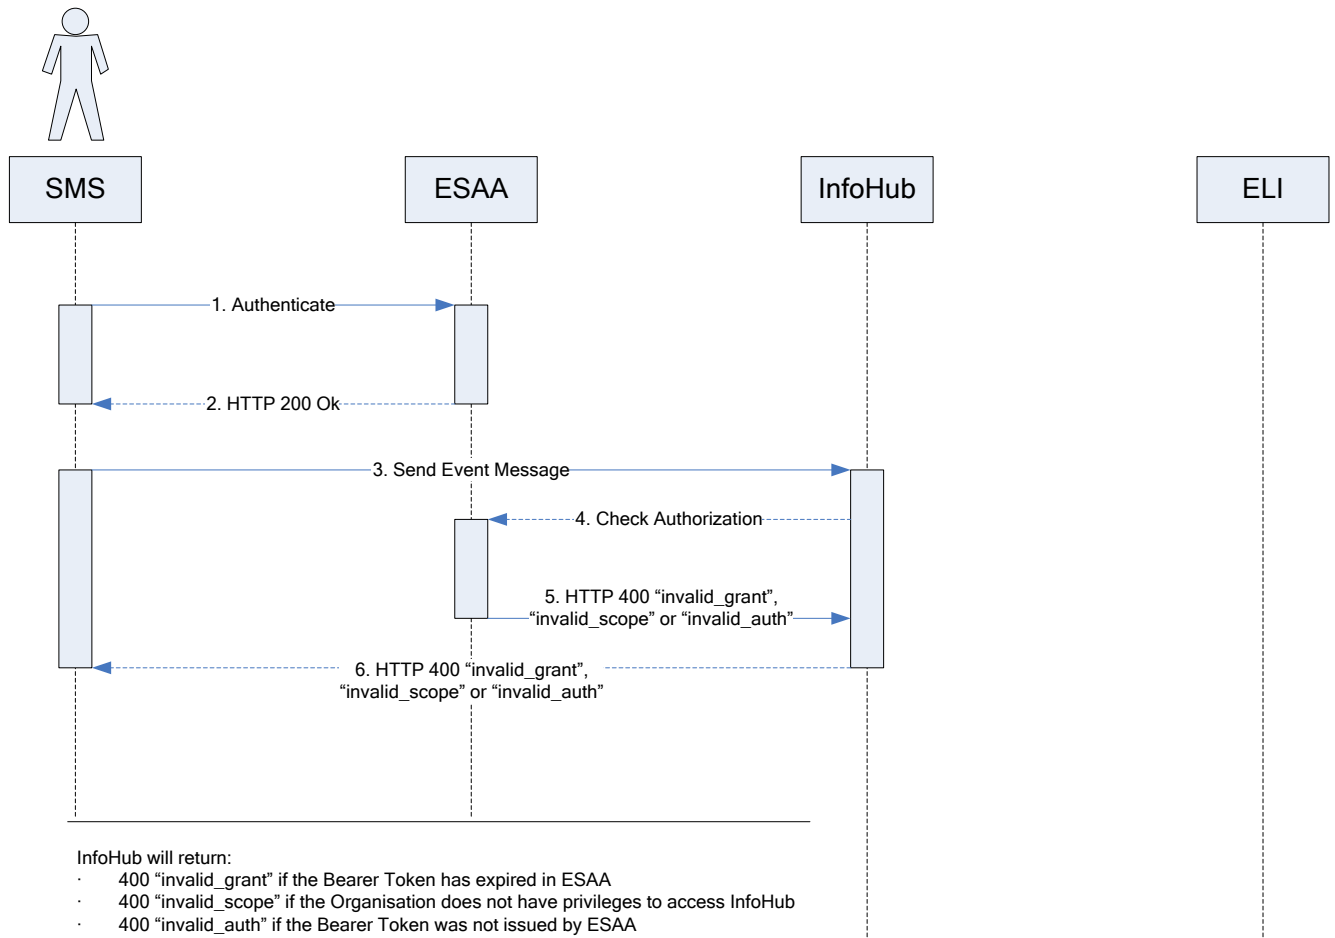 SMS
ESAA
InfoHub
ELI
1. Authenticate
2. HTTP 200 Ok
3. Send Event Message
4. Check Authorization
5. HTTP 400 “invalid_grant”,
“invalid_scope” or “invalid_auth”
6. HTTP 400 “invalid_grant”,
“invalid_scope” or “invalid_auth”
InfoHub will return:
· 400 “invalid_grant” if the Bearer Token has expired in ESAA
· 400 “invalid_scope” if the Organisation does not have privileges to access InfoHub
· 400 “invalid_auth” if the Bearer Token was not issued by ESAA